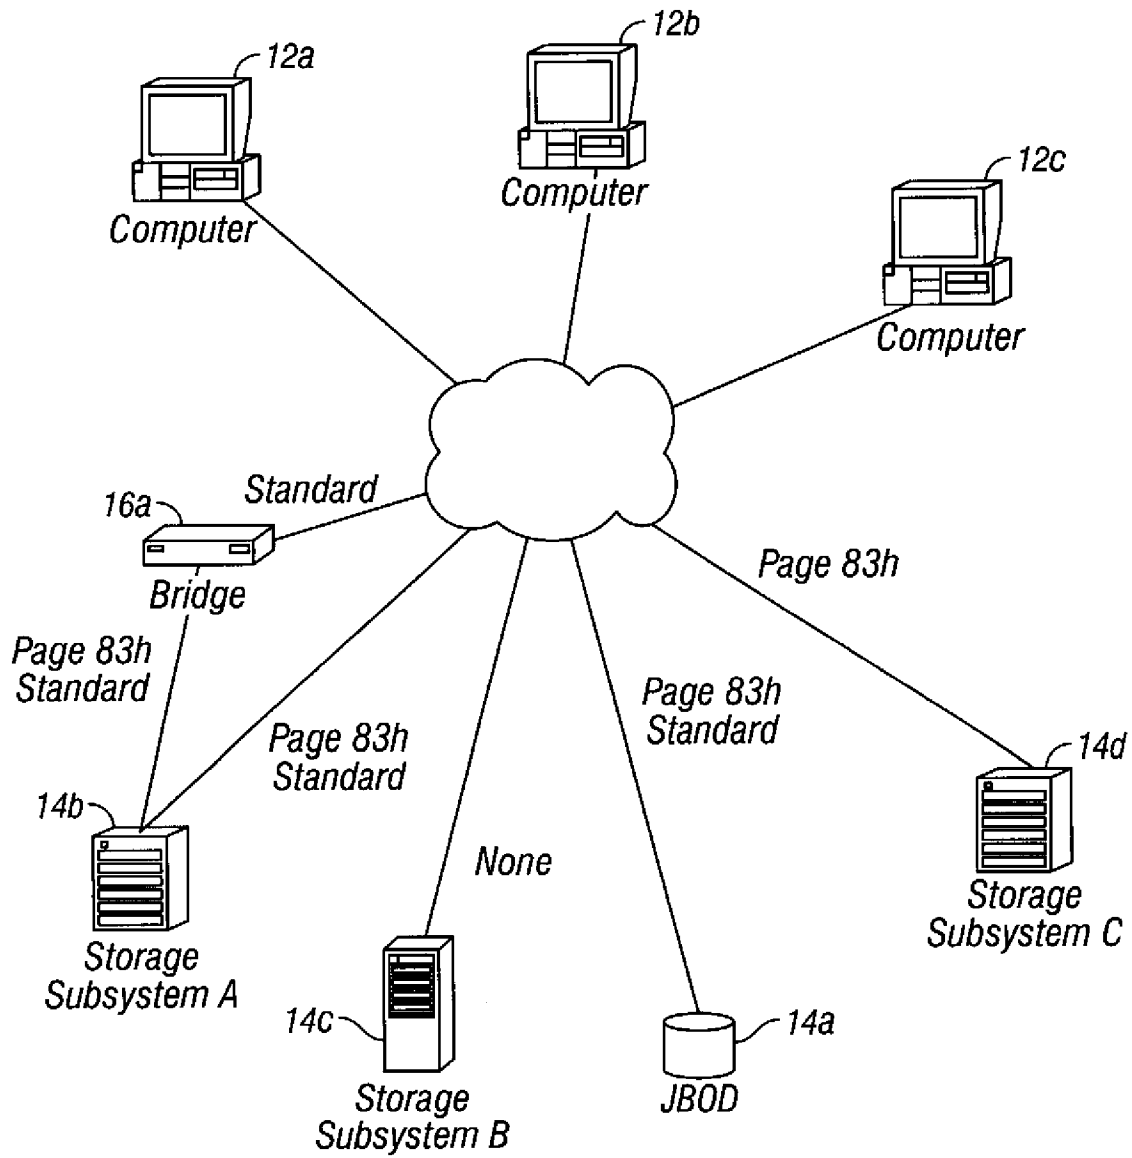 12a
Computer
12b
Computer
12c
Computer
16a
Standard
Bridge
Page 83h
Page 83h
Standard
Page 83h
Standard
Page 83h
Standard
14b
None
14d
Storage
Subsystem A
Storage
Subsystem C
14c
14a
Storage
Subsystem B
JBOD